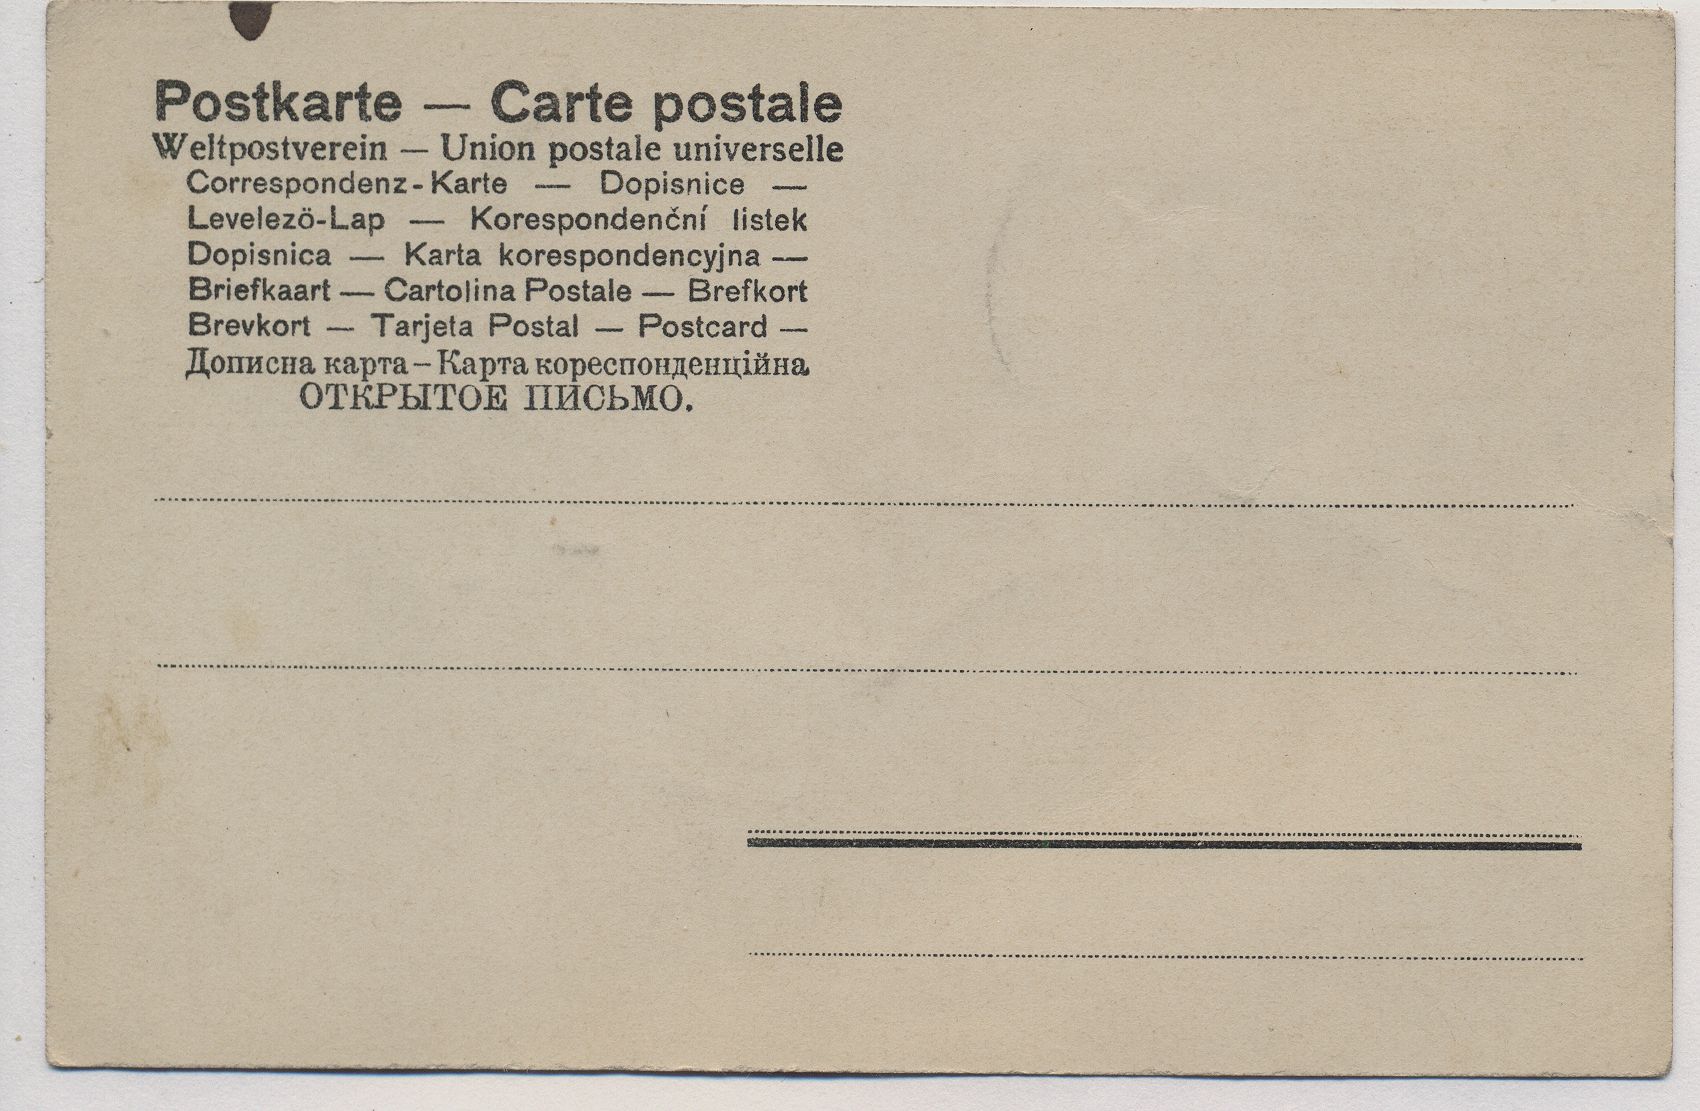 Postkarte — Carte postale
Weltpostverein — Union postale universelle
Correspondenz-Karte — Dopisnice —
Levelezö-Lap — Korespondenční listek
Dopisnica — Karta korespondencyjna —
Briefkaart — Cartolina Postale — Brefkort
Brevkort — Tarjeta Postal — Postcard —
Дописна карта – Карта кореспонденційна
ОТКРЫТОЕ ПИСЬМО.